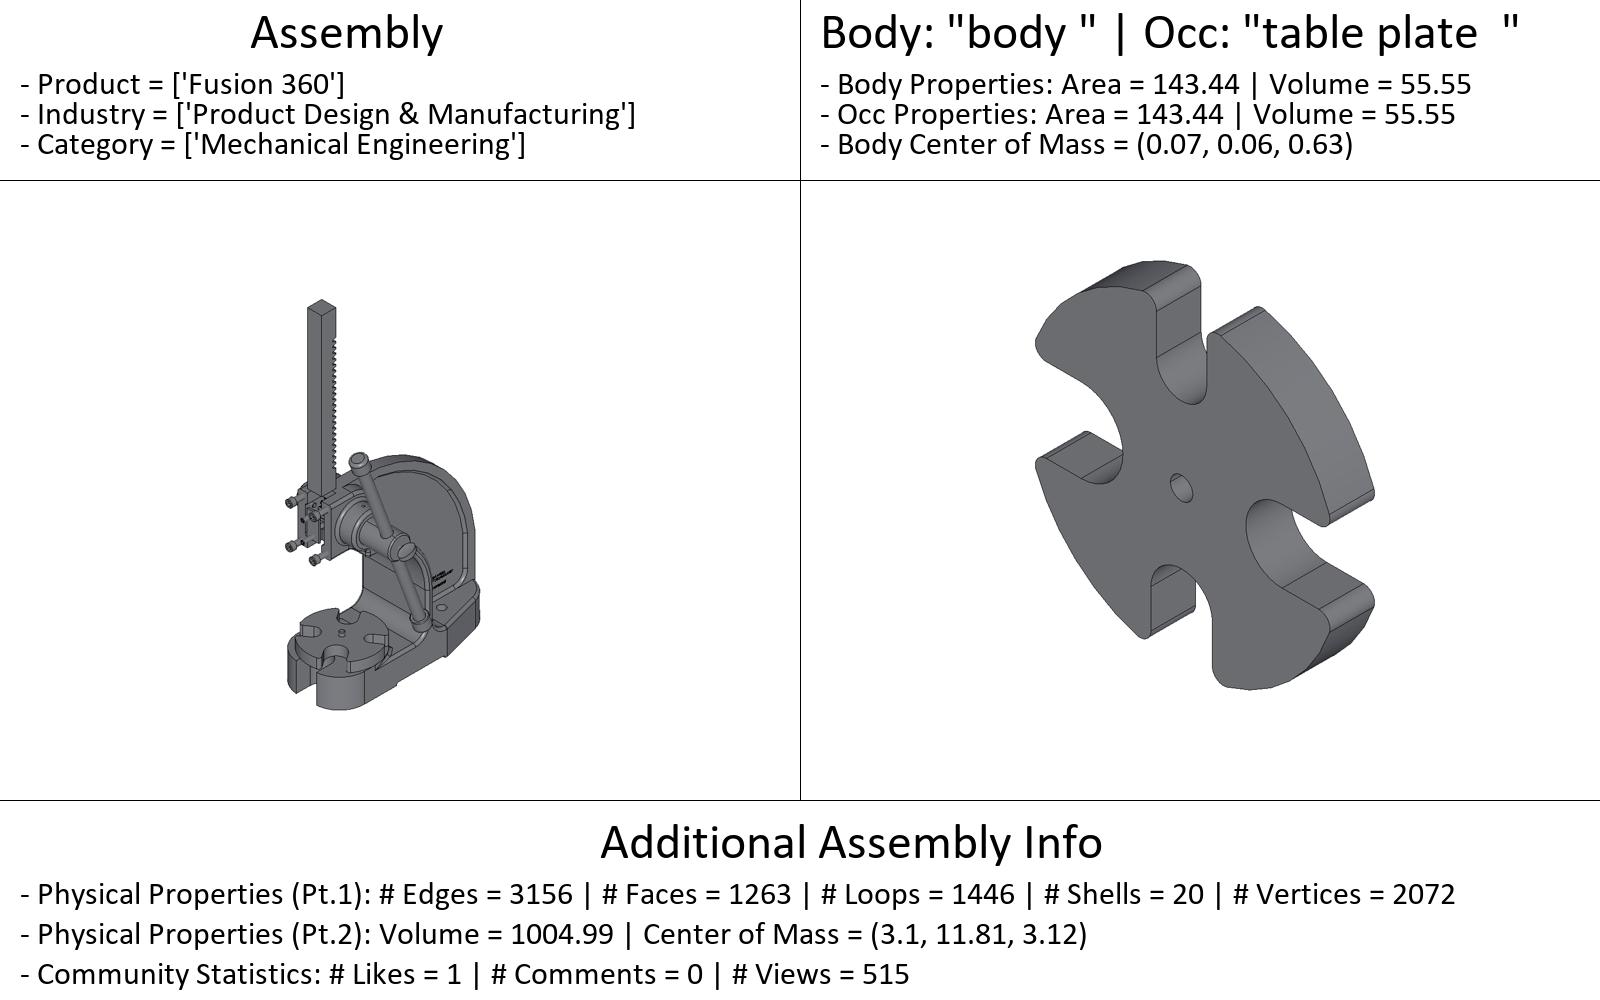 Assembly
- Product = ['Fusion 360']
- Industry = ['Product Design & Manufacturing']
- Category = ['Mechanical Engineering']
Body: "body " | Occ: "table plate  "
- Body Properties: Area = 143.44 | Volume = 55.55
- Occ Properties: Area = 143.44 | Volume = 55.55
- Body Center of Mass = (0.07, 0.06, 0.63)
Additional Assembly Info
- Physical Properties (Pt.1): # Edges = 3156 | # Faces = 1263 | # Loops = 1446 | # Shells = 20 | # Vertices = 2072
- Physical Properties (Pt.2): Volume = 1004.99 | Center of Mass = (3.1, 11.81, 3.12)
- Community Statistics: # Likes = 1 | # Comments = 0 | # Views = 515